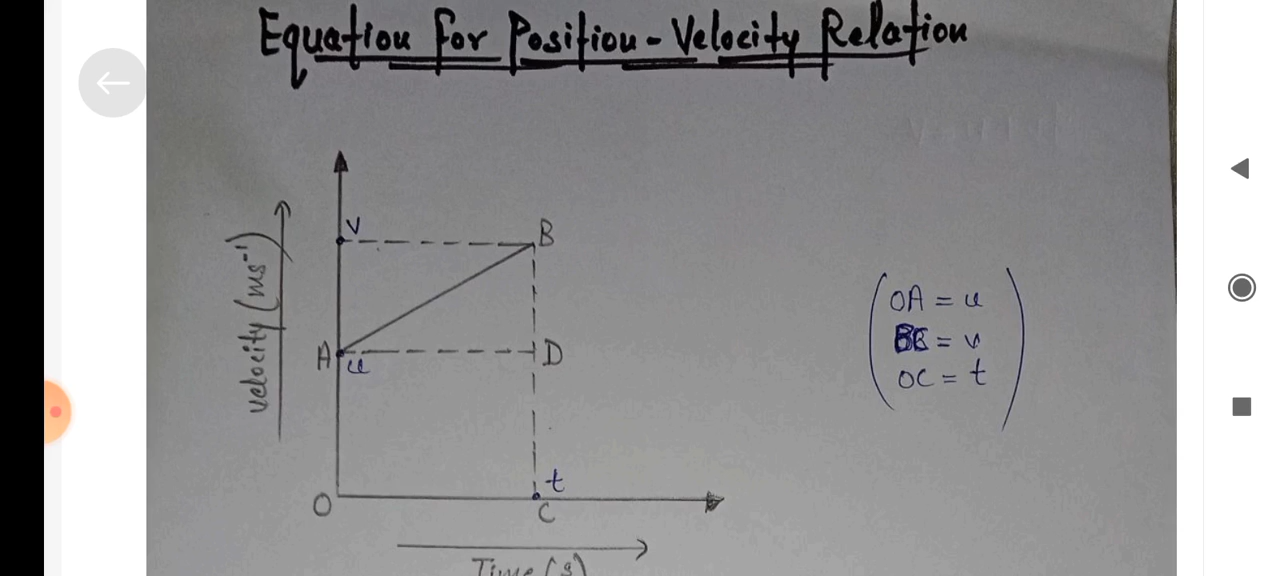 Equation for Position-Velocity Relation
v
B
velocity (ms⁻¹)
OA = u
BC = v
OC = t
A
u
D
t
O
C
Time (s)